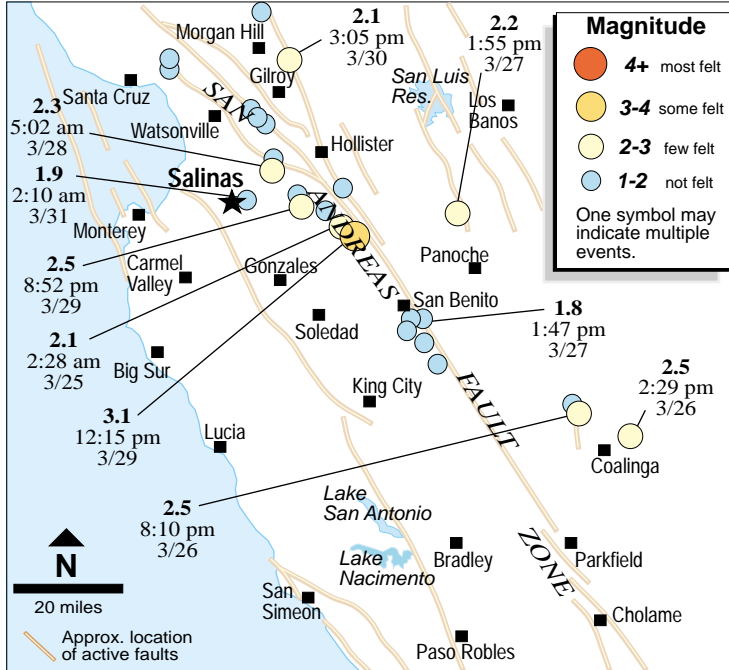 2.1
3:05 pm
3/30
2.2
1:55 pm
3/27
Magnitude
4+ most felt
3-4 some felt
2-3 few felt
1-2 not felt
One symbol may
indicate multiple
events.
Morgan Hill
Gilroy
San Luis
Res.
Los
Banos
Santa Cruz
SAN
Watsonville
Hollister
2.3
5:02 am
3/28
1.9
2:10 am
3/31
Salinas
ANDREAS
Monterey
Panoche
2.5
8:52 pm
3/29
Carmel
Valley
Gonzales
San Benito
1.8
1:47 pm
3/27
Soledad
2.1
2:28 am
3/25
Big Sur
FAULT
2.5
2:29 pm
3/26
King City
3.1
12:15 pm
3/29
Lucia
Coalinga
2.5
8:10 pm
3/26
Lake
San Antonio
ZONE
Lake
Nacimento
Bradley
Parkfield
N
20 miles
San
Simeon
Cholame
Approx. location
of active faults
Paso Robles